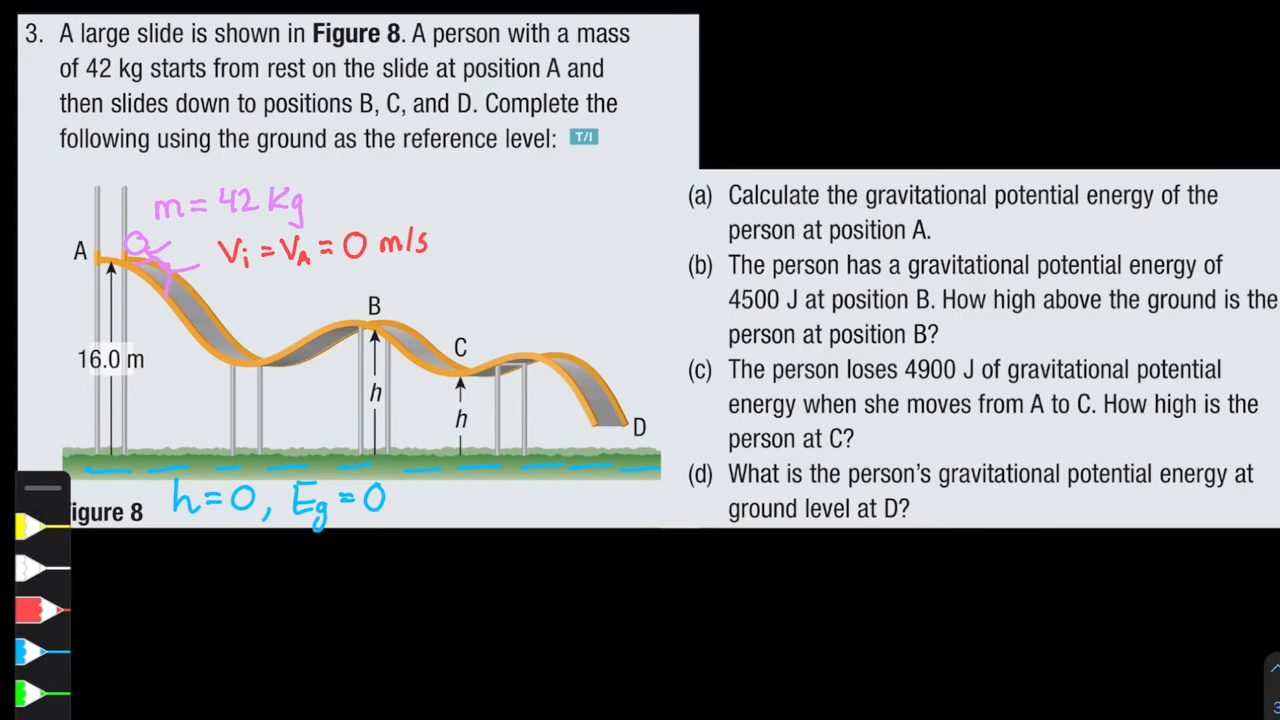 3. A large slide is shown in Figure 8. A person with a mass
of 42 kg starts from rest on the slide at position A and
then slides down to positions B, C, and D. Complete the
following using the ground as the reference level: T/I
m = 42 Kg
A
Vi = VA = 0 m/s
B
C
16.0 m
h
h
D
h = 0, Eg = 0
igure 8
(a) Calculate the gravitational potential energy of the
person at position A.
(b) The person has a gravitational potential energy of
4500 J at position B. How high above the ground is the
person at position B?
(c) The person loses 4900 J of gravitational potential
energy when she moves from A to C. How high is the
person at C?
(d) What is the person's gravitational potential energy at
ground level at D?